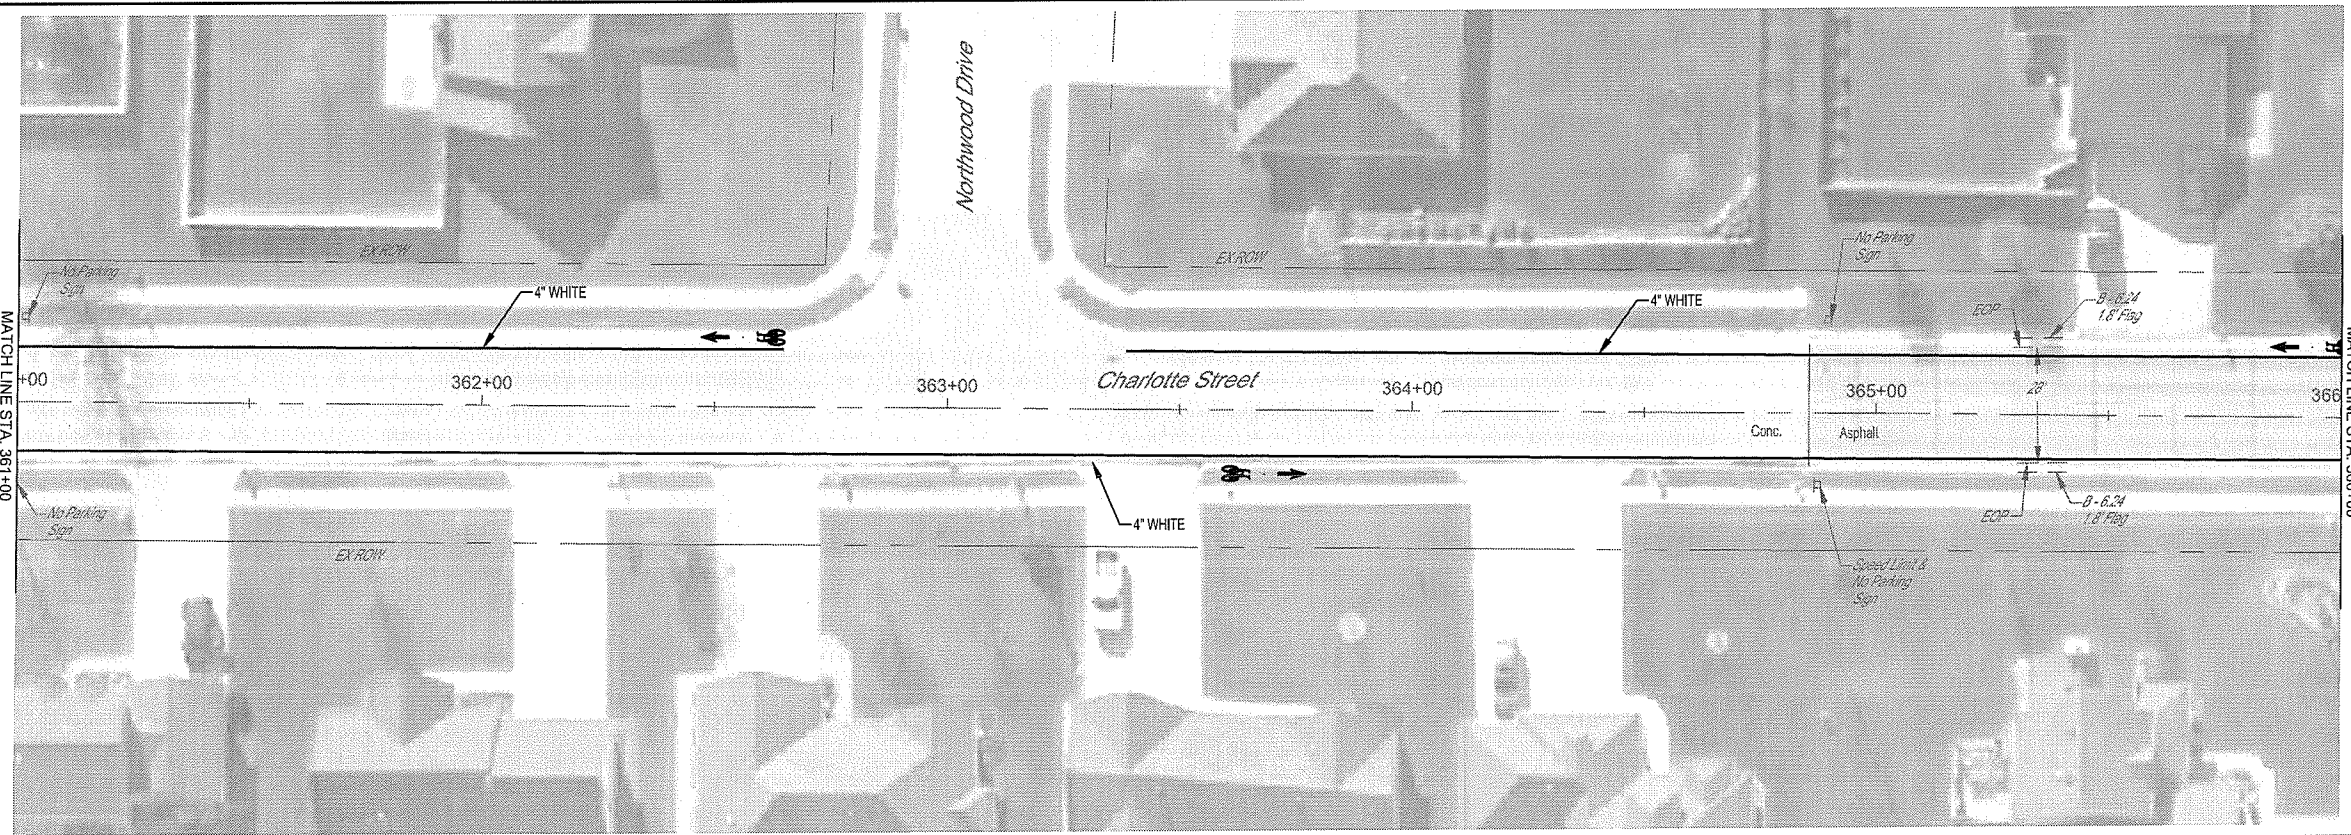 Northwood Drive
EX ROW
EX ROW
No Parking
Sign
No Parking
Sign
4" WHITE
4" WHITE
EOP
B - 6.24
1.8' Flag
MATCH LINE STA. 361+00
+00
362+00
363+00
Charlotte Street
364+00
365+00
28'
366
Conc.
Asphalt
No Parking
Sign
4" WHITE
EOP
B - 6.24
1.8' Flag
EX ROW
Speed Limit &
No Parking
Sign